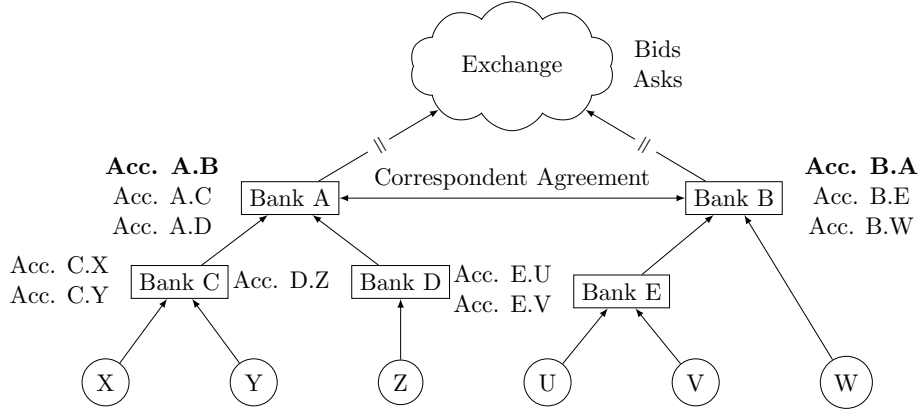 Exchange
Bids
Asks
Acc. A.B
Acc. A.C
Acc. A.D
Bank A
Correspondent Agreement
Bank B
Acc. B.A
Acc. B.E
Acc. B.W
Acc. C.X
Acc. C.Y
Bank C
Acc. D.Z
Bank D
Acc. E.U
Acc. E.V
Bank E
X
Y
Z
U
V
W